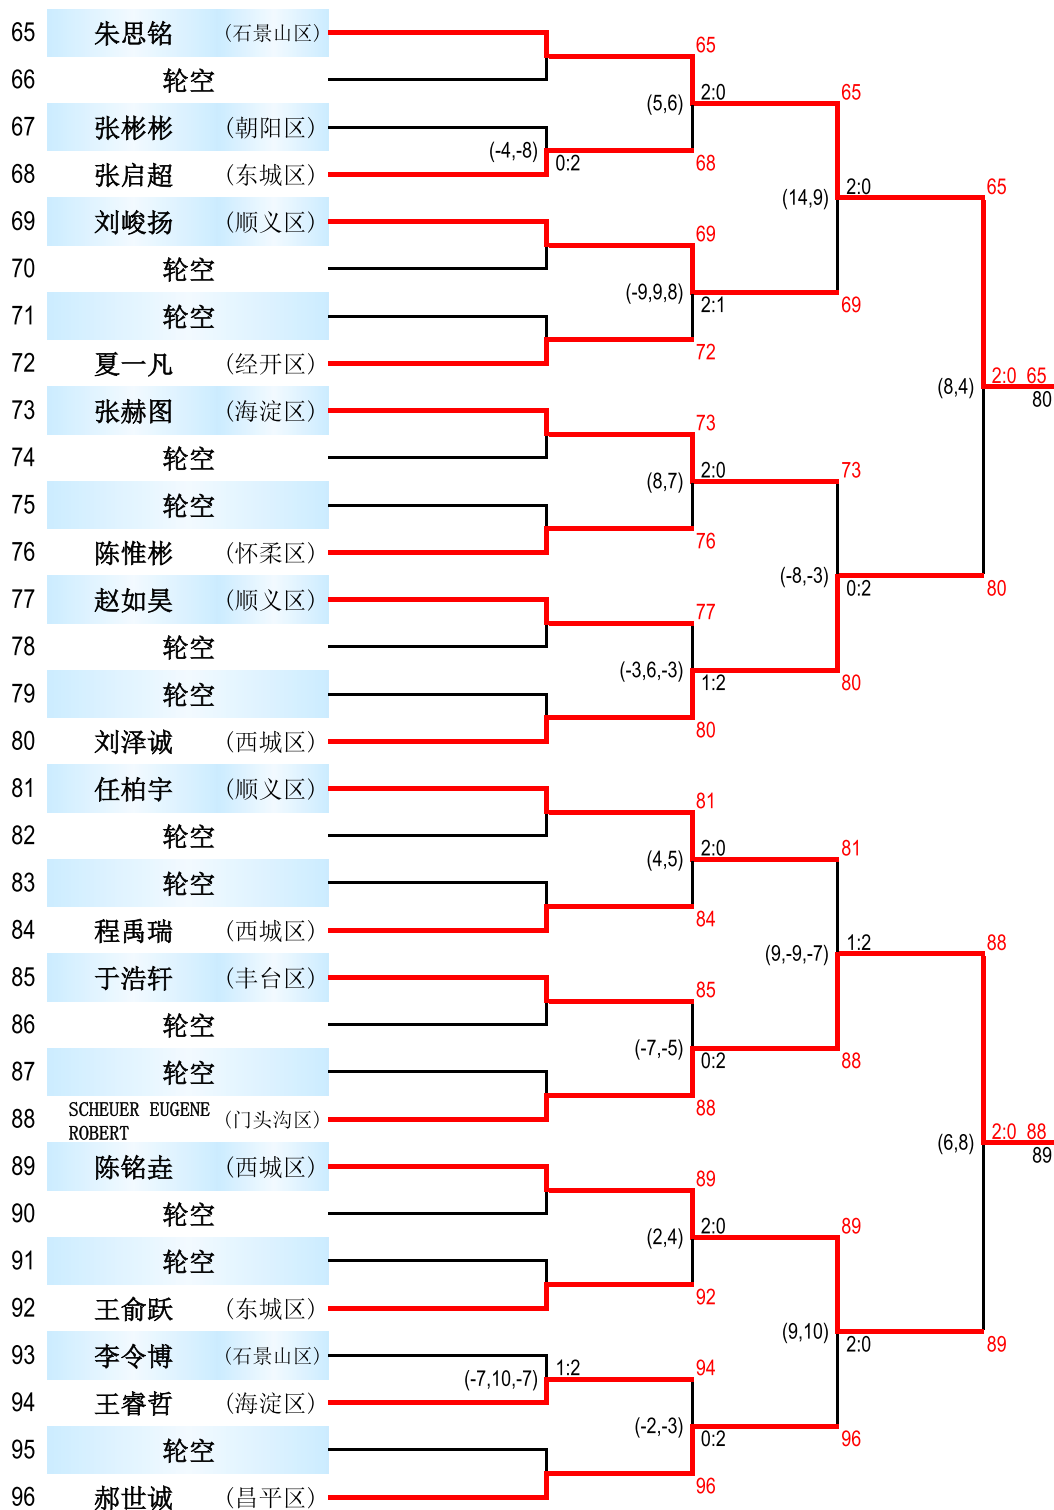 65 朱思铭 (石景山区)
65
66 轮空
(5,6) 2:0 65
67 张彬彬 (朝阳区)
(-4,-8) 0:2
68 张启超 (东城区)
68
(14,9) 2:0 65
69 刘峻扬 (顺义区)
69
70 轮空
(-9,9,8) 2:1 69
71 轮空
72 夏一凡 (经开区)
72
(8,4) 2:0 65
80
73 张赫图 (海淀区)
73
74 轮空
(8,7) 2:0 73
75 轮空
76 陈惟彬 (怀柔区)
76
(-8,-3) 0:2 80
77 赵如昊 (顺义区)
77
78 轮空
(-3,6,-3) 1:2 80
79 轮空
80 刘泽诚 (西城区)
80
81 任柏宇 (顺义区)
81
82 轮空
(4,5) 2:0 81
83 轮空
84 程禹瑞 (西城区)
84
(9,-9,-7) 1:2 88
85 于浩轩 (丰台区)
85
86 轮空
(-7,-5) 0:2 88
87 轮空
88 SCHEUER EUGENE
ROBERT (门头沟区)
88
(6,8) 2:0 88
89
89 陈铭垚 (西城区)
89
90 轮空
(2,4) 2:0 89
91 轮空
92 王俞跃 (东城区)
92
(9,10) 2:0 89
93 李令博 (石景山区)
(-7,10,-7) 1:2 94
94 王睿哲 (海淀区)
(-2,-3) 0:2 96
95 轮空
96 郝世诚 (昌平区)
96